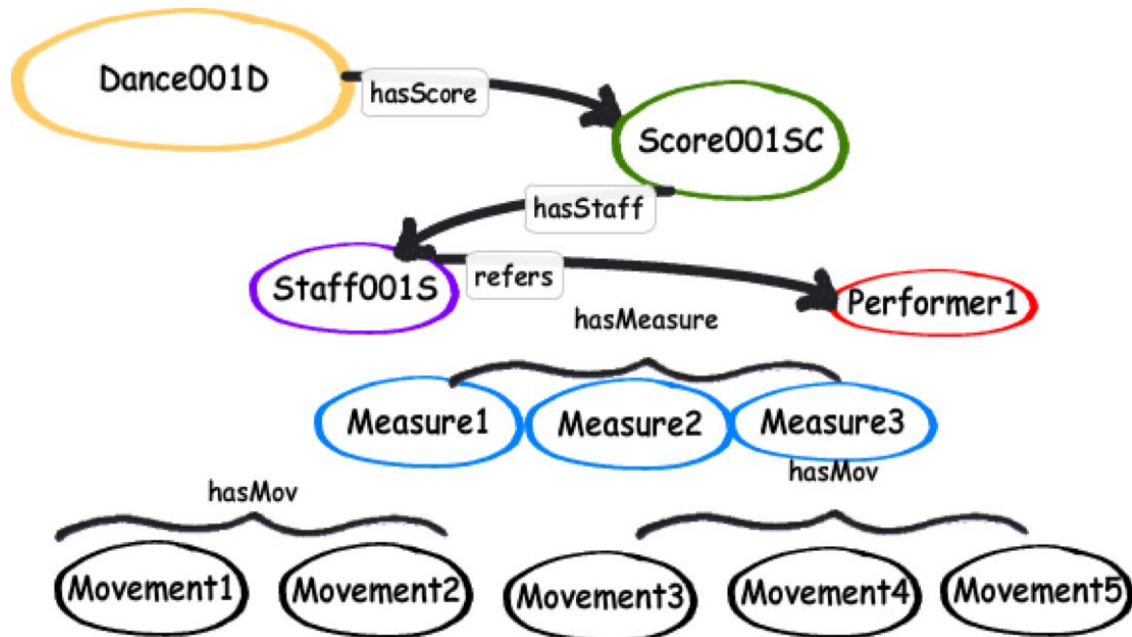 Dance001D
hasScore
Score001SC
hasStaff
Staff001S
refers
Performer1
hasMeasure
Measure1
Measure2
Measure3
hasMov
hasMov
Movement1
Movement2
Movement3
Movement4
Movement5